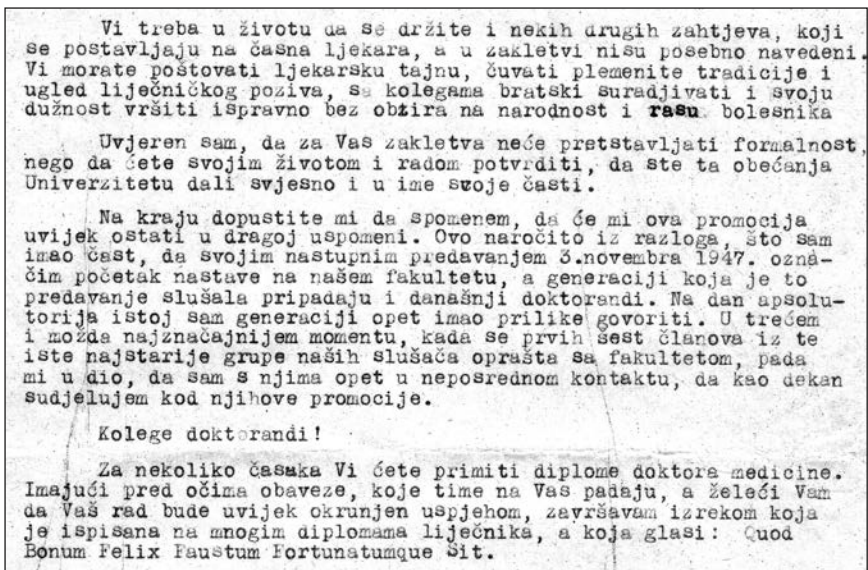 Vi treba u životu da se držite i nekih drugih zahtjeva, koji
se postavljaju na časna ljekara, a u zakletvi nisu posebno navedeni.
Vi morate poštovati ljekarsku tajnu, čuvati plemenite tradicije i
ugled liječničkog poziva, sa kolegama bratski suradjivati i svoju
dužnost vršiti ispravno bez obzira na narodnost i rasu bolesnika
Uvjeren sam, da za Vas zakletva neće pretstavljati formalnost,
nego da ćete svojim životom i radom potvrditi, da ste ta obećanja
Univerzitetu dali svjesno i u ime svoje časti.
Na kraju dopustite mi da spomenem, da će mi ova promocija
uvijek ostati u dragoj uspomeni. Ovo naročito iz razloga, što sam
imao čast, da svojim nastupnim predavanjem 3.novembra 1947.ozna-
čim početak nastave na našem fakultetu, a generaciji koja je to
predavanje slušala pripadaju i današnji doktorandi. Na dan apsolu-
torija istoj sam generaciji opet imao prilike govoriti. U trećem
i možda najznačajnijem momentu, kada se prvih šest članova iz te
iste najstarije grupe naših slušača oprašta sa fakultetom, pada
mi u dio, da sam s njima opet u neposrednom kontaktu, da kao dekan
sudjelujem kod njihove promocije.
Kolege doktorandi!
Za nekoliko časaka Vi ćete primiti diplome doktora medicine.
Imajući pred očima obaveze, koje time na Vas padaju, a želeći Vam
da Vaš rad bude uvijek okrunjen uspjehom, završavam izrekom koja
je ispisana na mnogim diplomama liječnika, a koja glasi: Quod
Bonum Felix Faustum Fortunatumque Sit.